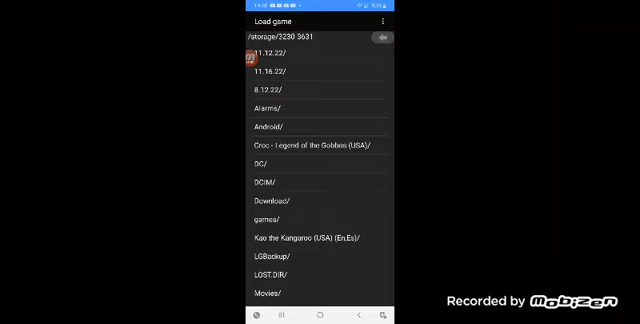 Load game
/storage/3230 3631
11.12.22/
11.16.22/
8.12.22/
Alarms/
Android/
Croc - Legend of the Gobbos (USA)/
DC/
DCIM/
Download/
games/
Kao the Kangaroo (USA) (En,Es)/
LGBackup/
LOST.DIR/
Movies/
Recorded by Mobizen